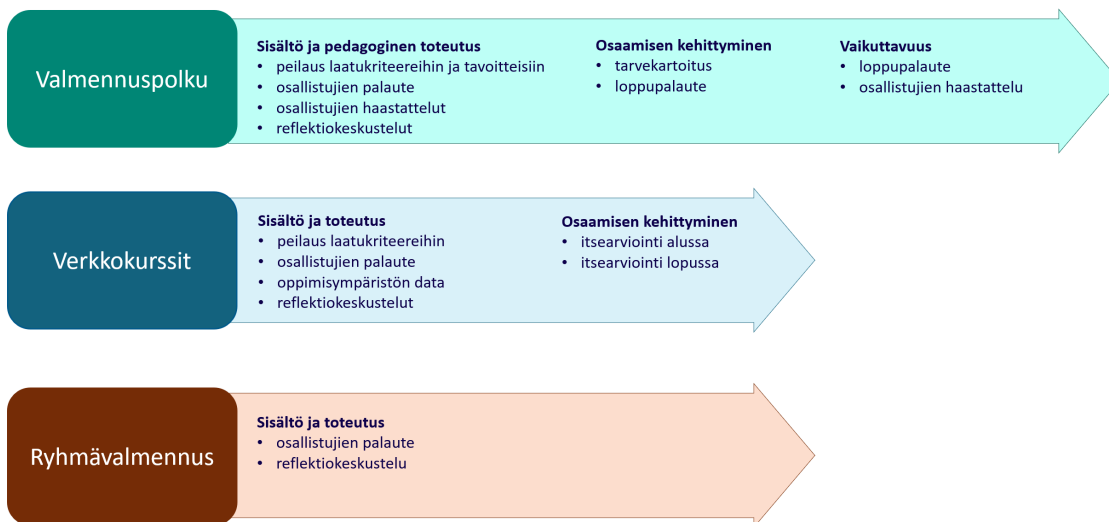 Valmennuspolku
Sisältö ja pedagoginen toteutus
• peilaus laatukriteereihin ja tavoitteisiin
• osallistujien palaute
• osallistujien haastattelut
• reflektiokeskustelut
Osaamisen kehittyminen
• tarvekartoitus
• loppupalaute
Vaikuttavuus
• loppupalaute
• osallistujien haastattelu
Verkkokurssit
Sisältö ja toteutus
• peilaus laatukriteereihin
• osallistujien palaute
• oppimisympäristön data
• reflektiokeskustelut
Osaamisen kehittyminen
• itsearviointi alussa
• itsearviointi lopussa
Ryhmävalmennus
Sisältö ja toteutus
• osallistujien palaute
• reflektiokeskustelu